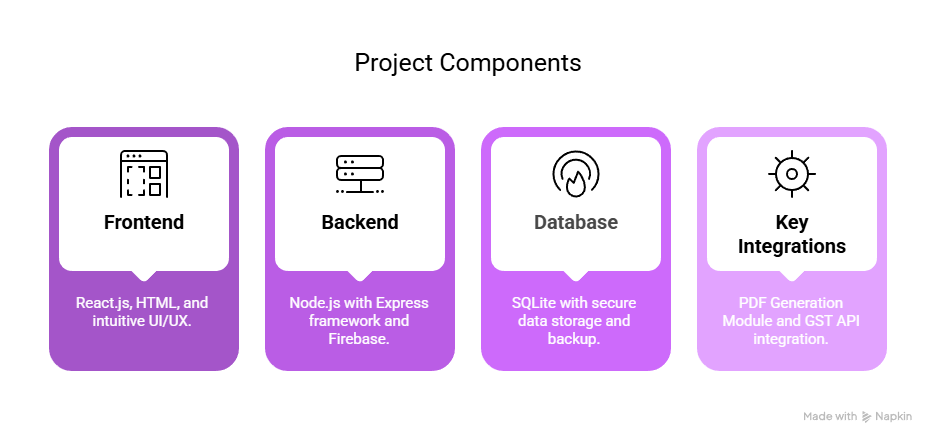 Project Components
Frontend
React.js, HTML, and
intuitive UI/UX.
Backend
Node.js with Express
framework and
Firebase.
Database
SQLite with secure
data storage and
backup.
Key
Integrations
PDF Generation
Module and GST API
integration.
Made with Napkin